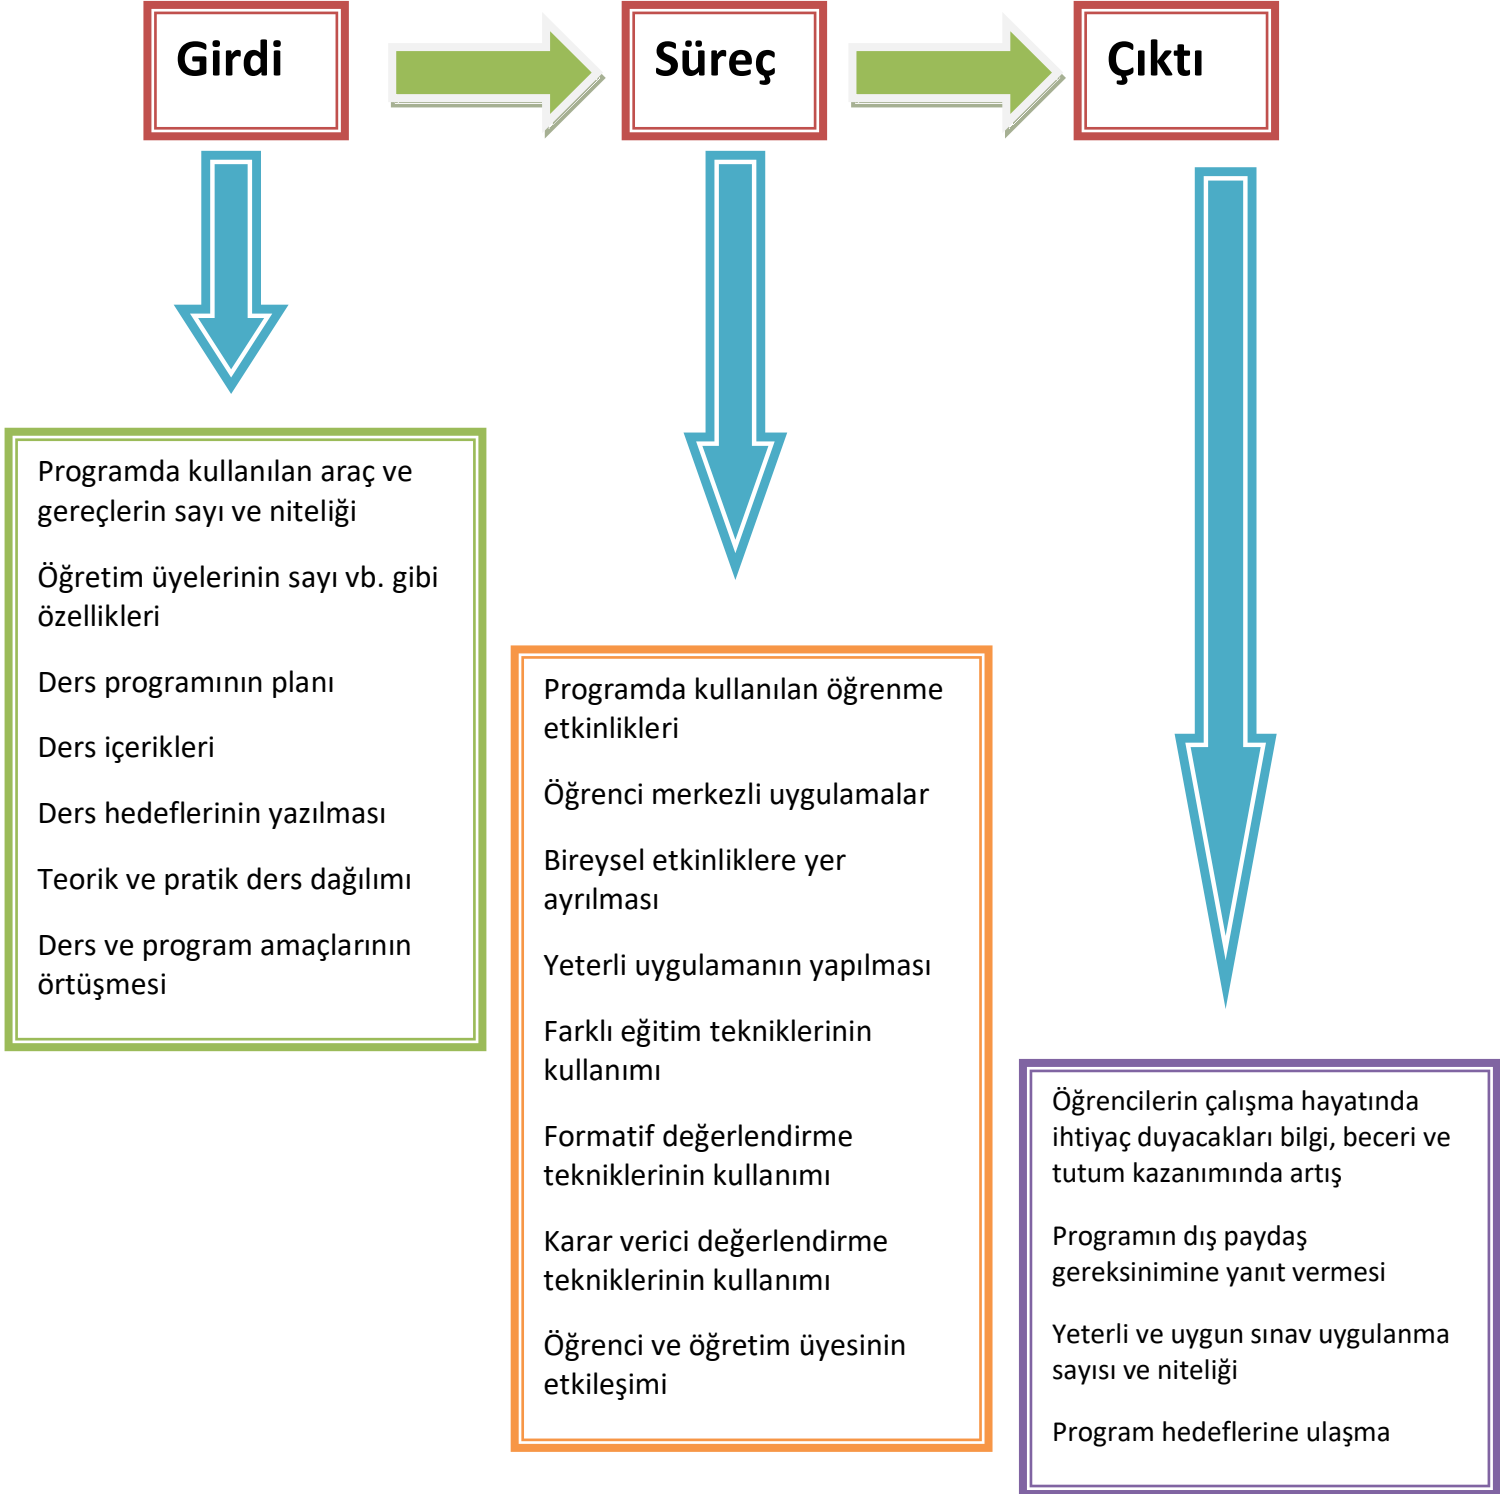 Girdi
Süreç
Çıktı
Programda kullanılan araç ve
gereçlerin sayı ve niteliği
Öğretim üyelerinin sayı vb. gibi
özellikleri
Ders programının planı
Ders içerikleri
Ders hedeflerinin yazılması
Teorik ve pratik ders dağılımı
Ders ve program amaçlarının
örtüşmesi
Programda kullanılan öğrenme
etkinlikleri
Öğrenci merkezli uygulamalar
Bireysel etkinliklere yer
ayrılması
Yeterli uygulamanın yapılması
Farklı eğitim tekniklerinin
kullanımı
Formatif değerlendirme
tekniklerinin kullanımı
Karar verici değerlendirme
tekniklerinin kullanımı
Öğrenci ve öğretim üyesinin
etkileşimi
Öğrencilerin çalışma hayatında
ihtiyaç duyacakları bilgi, beceri ve
tutum kazanımında artış
Programın dış paydaş
gereksinimine yanıt vermesi
Yeterli ve uygun sınav uygulanma
sayısı ve niteliği
Program hedeflerine ulaşma